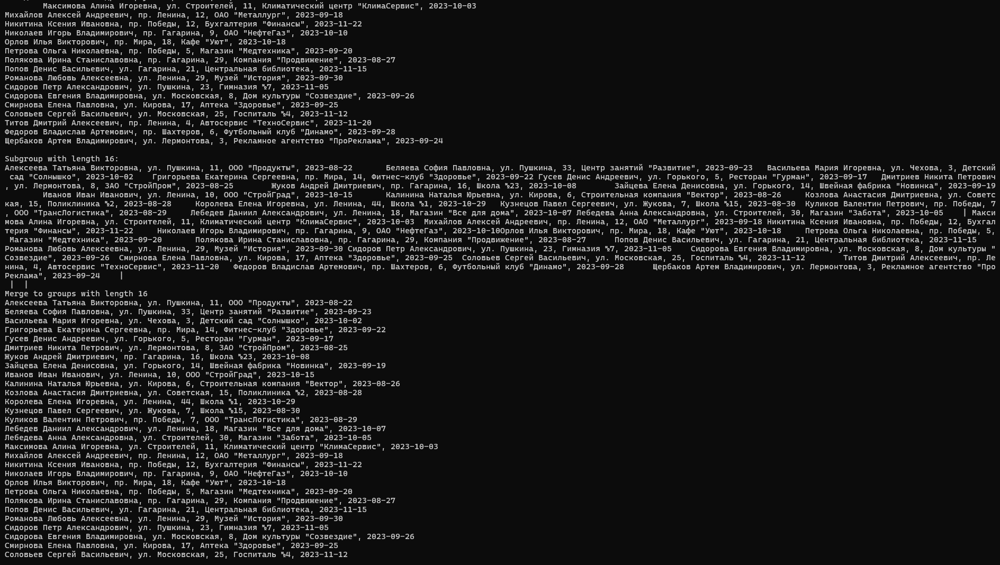 Максимова Алина Игоревна, ул. Строителей, 11, Климатический центр "КлимаСервис", 2023-10-03
Михайлов Алексей Андреевич, пр. Ленина, 12, ОАО "Металлург", 2023-09-18
Никитина Ксения Ивановна, пр. Победы, 12, Бухгалтерия "Финансы", 2023-11-22
Николаев Игорь Владимирович, пр. Гагарина, 9, ОАО "НефтеГаз", 2023-10-10
Орлов Илья Викторович, пр. Мира, 18, Кафе "Уют", 2023-10-18
Петрова Ольга Николаевна, пр. Победы, 5, Магазин "Медтехника", 2023-09-20
Полякова Ирина Станиславовна, пр. Гагарина, 29, Компания "Продвижение", 2023-08-27
Попов Денис Васильевич, ул. Гагарина, 21, Центральная библиотека, 2023-11-15
Романова Любовь Алексеевна, ул. Ленина, 29, Музей "История", 2023-09-30
Сидоров Петр Александрович, ул. Пушкина, 23, Гимназия №7, 2023-11-05
Сидорова Евгения Владимировна, ул. Московская, 8, Дом культуры "Созвездие", 2023-09-26
Смирнова Елена Павловна, ул. Кирова, 17, Аптека "Здоровье", 2023-09-25
Соловьев Сергей Васильевич, ул. Московская, 25, Госпиталь №4, 2023-11-12
Титов Дмитрий Алексеевич, пр. Ленина, 4, Автосервис "ТехноСервис", 2023-11-20
Федоров Владислав Артемович, пр. Шахтеров, 6, Футбольный клуб "Динамо", 2023-09-28
Щербаков Артем Владимирович, ул. Лермонтова, 3, Рекламное агентство "ПроРеклама", 2023-09-24
Subgroup with length 16:
Алексеева Татьяна Викторовна, ул. Пушкина, 11, ООО "Продукты", 2023-08-22 Беляева София Павловна, ул. Пушкина, 33, Центр занятий "Развитие", 2023-09-23 Васильева Мария Игоревна, ул. Чехова, 3, Детский
сад "Солнышко", 2023-10-02 Григорьева Екатерина Сергеевна, пр. Мира, 14, Фитнес-клуб "Здоровье", 2023-09-22 Гусев Денис Андреевич, ул. Горького, 5, Ресторан "Гурман", 2023-09-17 Дмитриев Никита Петрович
, ул. Лермонтова, 8, ЗАО "СтройПром", 2023-08-25 Жуков Андрей Дмитриевич, пр. Гагарина, 16, Школа №23, 2023-10-08 Зайцева Елена Денисовна, ул. Горького, 14, Швейная фабрика "Новинка", 2023-09-19
Иванов Иван Иванович, ул. Ленина, 10, ООО "СтройГрад", 2023-10-15 Калинина Наталья Юрьевна, ул. Кирова, 6, Строительная компания "Вектор", 2023-08-26 Козлова Анастасия Дмитриевна, ул. Советс
кая, 15, Поликлиника №2, 2023-08-28 Королева Елена Игоревна, ул. Ленина, 44, Школа №1, 2023-10-29 Кузнецов Павел Сергеевич, ул. Жукова, 7, Школа №15, 2023-08-30 Куликов Валентин Петрович, пр. Победы, 7
, ООО "ТрансЛогистика", 2023-08-29 Лебедев Даниил Александрович, ул. Ленина, 18, Магазин "Все для дома", 2023-10-07 Лебедева Анна Александровна, ул. Строителей, 30, Магазин "Забота", 2023-10-05 | Макси
мова Алина Игоревна, ул. Строителей, 11, Климатический центр "КлимаСервис", 2023-10-03 Михайлов Алексей Андреевич, пр. Ленина, 12, ОАО "Металлург", 2023-09-18 Никитина Ксения Ивановна, пр. Победы, 12, Бухгал
терия "Финансы", 2023-11-22 Николаев Игорь Владимирович, пр. Гагарина, 9, ОАО "НефтеГаз", 2023-10-10Орлов Илья Викторович, пр. Мира, 18, Кафе "Уют", 2023-10-18 Петрова Ольга Николаевна, пр. Победы, 5,
Магазин "Медтехника", 2023-09-20 Полякова Ирина Станиславовна, пр. Гагарина, 29, Компания "Продвижение", 2023-08-27 Попов Денис Васильевич, ул. Гагарина, 21, Центральная библиотека, 2023-11-15
Романова Любовь Алексеевна, ул. Ленина, 29, Музей "История", 2023-09-30 Сидоров Петр Александрович, ул. Пушкина, 23, Гимназия №7, 2023-11-05 Сидорова Евгения Владимировна, ул. Московская, 8, Дом культуры "
Созвездие", 2023-09-26 Смирнова Елена Павловна, ул. Кирова, 17, Аптека "Здоровье", 2023-09-25 Соловьев Сергей Васильевич, ул. Московская, 25, Госпиталь №4, 2023-11-12 Титов Дмитрий Алексеевич, пр. Ле
нина, 4, Автосервис "ТехноСервис", 2023-11-20 Федоров Владислав Артемович, пр. Шахтеров, 6, Футбольный клуб "Динамо", 2023-09-28 Щербаков Артем Владимирович, ул. Лермонтова, 3, Рекламное агентство "Про
Реклама", 2023-09-24 |
| |
Merge to groups with length 16
Алексеева Татьяна Викторовна, ул. Пушкина, 11, ООО "Продукты", 2023-08-22
Беляева София Павловна, ул. Пушкина, 33, Центр занятий "Развитие", 2023-09-23
Васильева Мария Игоревна, ул. Чехова, 3, Детский сад "Солнышко", 2023-10-02
Григорьева Екатерина Сергеевна, пр. Мира, 14, Фитнес-клуб "Здоровье", 2023-09-22
Гусев Денис Андреевич, ул. Горького, 5, Ресторан "Гурман", 2023-09-17
Дмитриев Никита Петрович, ул. Лермонтова, 8, ЗАО "СтройПром", 2023-08-25
Жуков Андрей Дмитриевич, пр. Гагарина, 16, Школа №23, 2023-10-08
Зайцева Елена Денисовна, ул. Горького, 14, Швейная фабрика "Новинка", 2023-09-19
Иванов Иван Иванович, ул. Ленина, 10, ООО "СтройГрад", 2023-10-15
Калинина Наталья Юрьевна, ул. Кирова, 6, Строительная компания "Вектор", 2023-08-26
Козлова Анастасия Дмитриевна, ул. Советская, 15, Поликлиника №2, 2023-08-28
Королева Елена Игоревна, ул. Ленина, 44, Школа №1, 2023-10-29
Кузнецов Павел Сергеевич, ул. Жукова, 7, Школа №15, 2023-08-30
Куликов Валентин Петрович, пр. Победы, 7, ООО "ТрансЛогистика", 2023-08-29
Лебедев Даниил Александрович, ул. Ленина, 18, Магазин "Все для дома", 2023-10-07
Лебедева Анна Александровна, ул. Строителей, 30, Магазин "Забота", 2023-10-05
Максимова Алина Игоревна, ул. Строителей, 11, Климатический центр "КлимаСервис", 2023-10-03
Михайлов Алексей Андреевич, пр. Ленина, 12, ОАО "Металлург", 2023-09-18
Никитина Ксения Ивановна, пр. Победы, 12, Бухгалтерия "Финансы", 2023-11-22
Николаев Игорь Владимирович, пр. Гагарина, 9, ОАО "НефтеГаз", 2023-10-10
Орлов Илья Викторович, пр. Мира, 18, Кафе "Уют", 2023-10-18
Петрова Ольга Николаевна, пр. Победы, 5, Магазин "Медтехника", 2023-09-20
Полякова Ирина Станиславовна, пр. Гагарина, 29, Компания "Продвижение", 2023-08-27
Попов Денис Васильевич, ул. Гагарина, 21, Центральная библиотека, 2023-11-15
Романова Любовь Алексеевна, ул. Ленина, 29, Музей "История", 2023-09-30
Сидоров Петр Александрович, ул. Пушкина, 23, Гимназия №7, 2023-11-05
Сидорова Евгения Владимировна, ул. Московская, 8, Дом культуры "Созвездие", 2023-09-26
Смирнова Елена Павловна, ул. Кирова, 17, Аптека "Здоровье", 2023-09-25
Соловьев Сергей Васильевич, ул. Московская, 25, Госпиталь №4, 2023-11-12